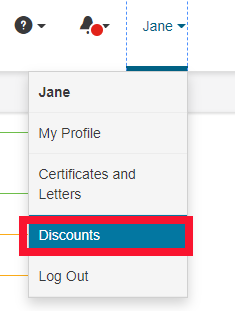 Jane
Jane
My Profile
Certificates and
Letters
Discounts
Log Out